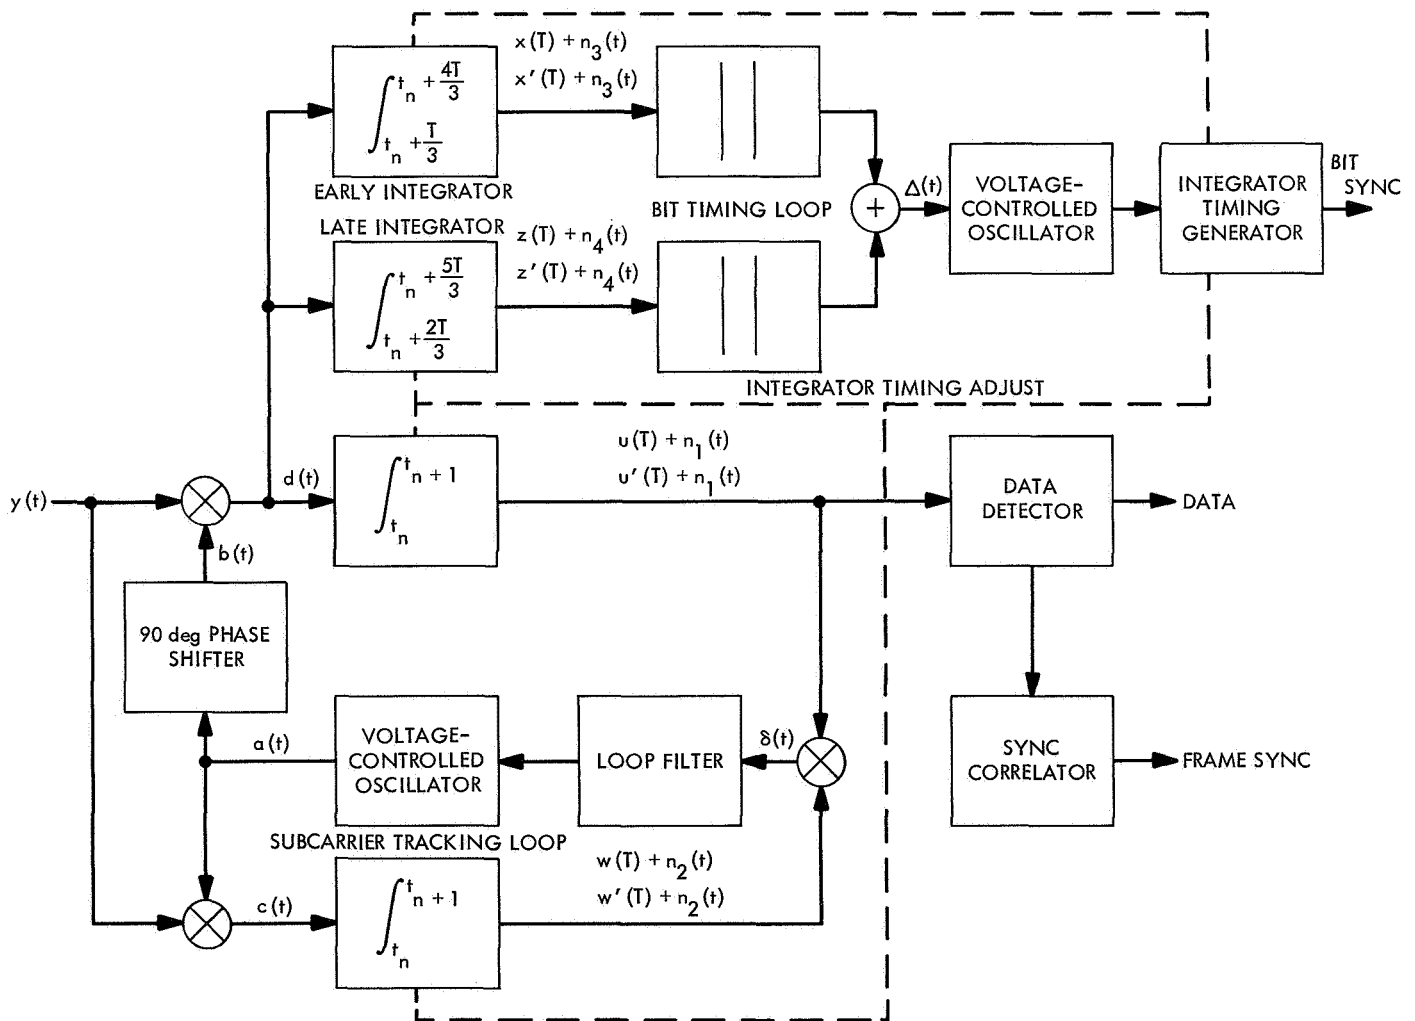 x(T) + n3(t)
x′(T) + n3(t)
∫ tn + 4T/3
tn + T/3
EARLY INTEGRATOR
BIT TIMING LOOP
+
Δ(t)
VOLTAGE-
CONTROLLED
OSCILLATOR
INTEGRATOR
TIMING
GENERATOR
BIT
SYNC
LATE INTEGRATOR
z(T) + n4(t)
z′(T) + n4(t)
∫ tn + 5T/3
tn + 2T/3
INTEGRATOR TIMING ADJUST
y(t)
d(t)
∫ tn + 1
tn
u(T) + n1(t)
u′(T) + n1(t)
DATA
DETECTOR
DATA
b(t)
90 deg PHASE
SHIFTER
a(t)
VOLTAGE-
CONTROLLED
OSCILLATOR
LOOP FILTER
δ(t)
SYNC
CORRELATOR
FRAME SYNC
SUBCARRIER TRACKING LOOP
c(t)
∫ tn + 1
tn
w(T) + n2(t)
w′(T) + n2(t)